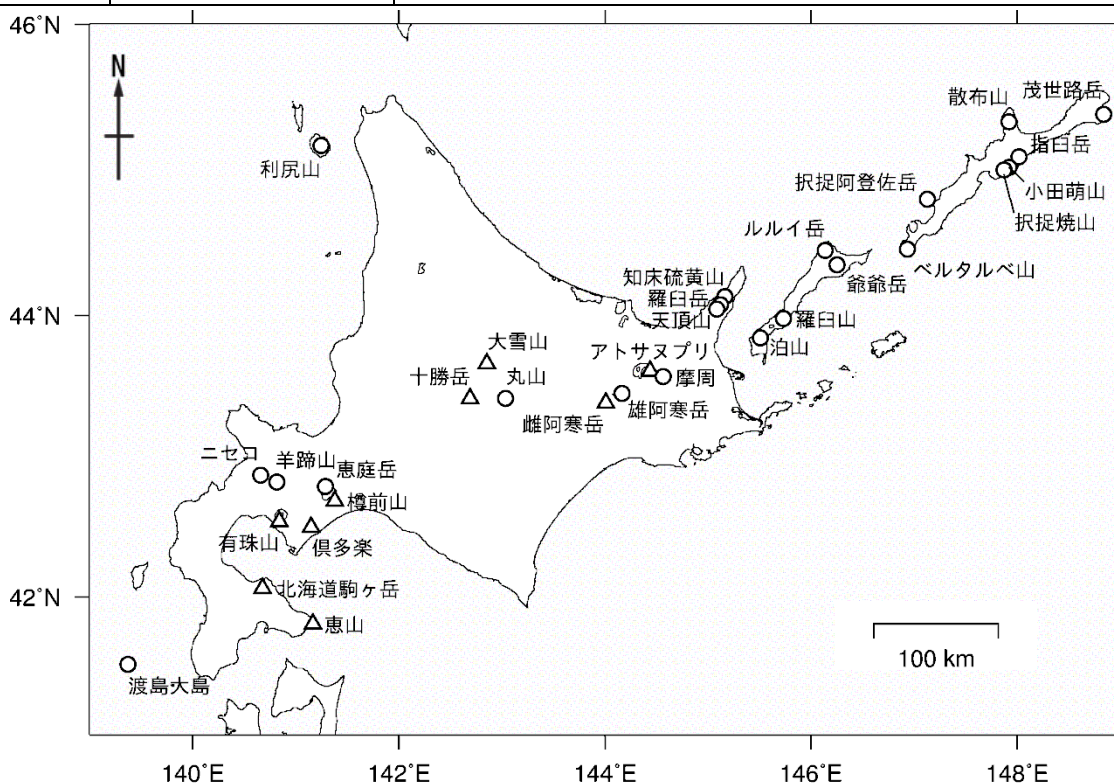 46˚N
N
散布山
茂世路岳
利尻山
指臼岳
択捉阿登佐岳
小田萌山
択捉焼山
ルルイ岳
ベルタルベ山
爺爺岳
知床硫黄山
羅臼岳
天頂山
44˚N
羅臼山
泊山
大雪山
アトサヌプリ
十勝岳
丸山
摩周
雄阿寒岳
雌阿寒岳
ニセコ
羊蹄山
恵庭岳
樽前山
有珠山
倶多楽
42˚N
北海道駒ヶ岳
恵山
100 km
渡島大島
140˚E
142˚E
144˚E
146˚E
148˚E